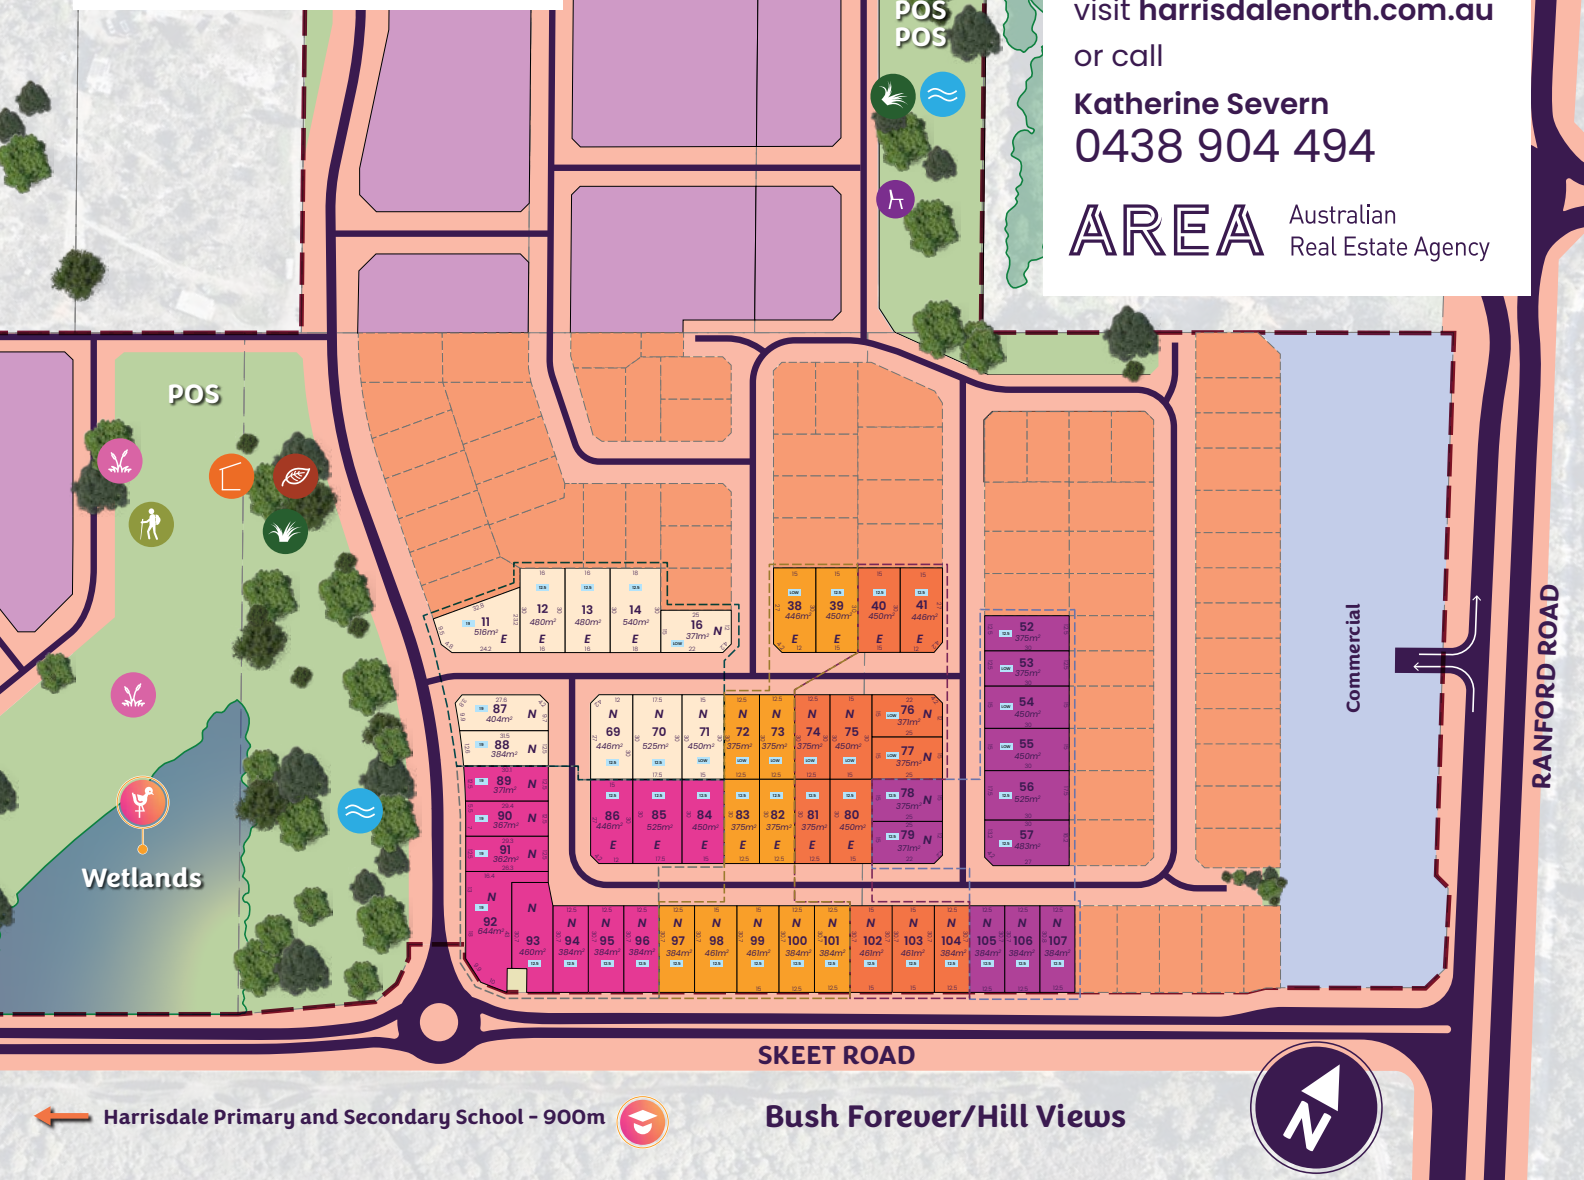 POS
POS
visit harrisdalenorth.com.au
or call
Katherine Severn
0438 904 494
AREA
Australian
Real Estate Agency
POS
11
516m²
E
12
480m²
E
13
480m²
E
14
540m²
E
16
371m²
N
38
446m²
E
39
450m²
E
40
450m²
E
41
446m²
E
52
375m²
53
375m²
54
450m²
55
450m²
56
525m²
57
483m²
87
404m²
N
88
384m²
N
89
371m²
N
90
367m²
N
91
362m²
N
N
92
644m²
N
69
446m²
N
70
525m²
N
71
450m²
N
72
375m²
N
73
375m²
N
74
375m²
N
75
450m²
76
371m²
N
77
375m²
N
78
375m²
N
79
371m²
N
86
446m²
E
85
525m²
E
84
450m²
E
83
375m²
E
82
375m²
E
81
375m²
E
80
450m²
E
N
93
460m²
N
94
384m²
N
95
384m²
N
96
384m²
N
97
384m²
N
98
461m²
N
99
461m²
N
100
384m²
N
101
384m²
N
102
461m²
N
103
461m²
N
104
384m²
N
105
384m²
N
106
384m²
N
107
384m²
Commercial
RANFORD ROAD
Wetlands
SKEET ROAD
Harrisdale Primary and Secondary School - 900m
Bush Forever/Hill Views
N